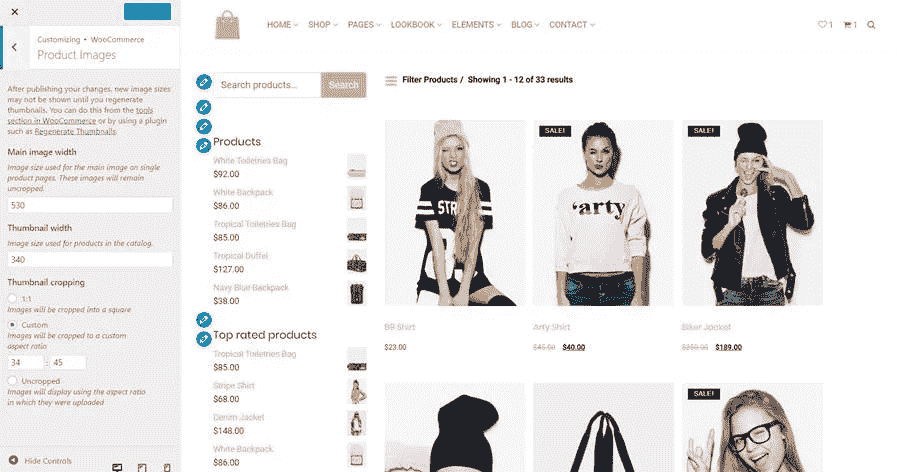 Customizing • WooCommerce
Product Images
After publishing your changes, new image sizes
may not be shown until you regenerate
thumbnails. You can do this from the tools
section in WooCommerce or by using a plugin
such as Regenerate Thumbnails.
Main image width
Image size used for the main image on single
product pages. These images will remain
uncropped.
530
Thumbnail width
Image size used for products in the catalog.
340
Thumbnail cropping
1:1
Images will be cropped into a square
Custom
Images will be cropped to a custom
aspect ratio
34 : 45
Uncropped
Images will display using the aspect ratio
in which they were uploaded
Hide Controls
HOME SHOP PAGES LOOKBOOK ELEMENTS BLOG CONTACT
1 1
Search products... Search
Products
White Toiletries Bag
$92.00
White Backpack
$86.00
Tropical Toiletries Bag
$85.00
Tropical Duffel
$127.00
Navy Blue Backpack
$38.00
Top rated products
Tropical Toiletries Bag
$85.00
Stripe Shirt
$68.00
Denim Jacket
$148.00
White Backpack
$86.00
Filter Products / Showing 1 - 12 of 33 results
STR
B9 Shirt
$23.00
SALE!
'arty
Arty Shirt
$45.00 $40.00
SALE!
Biker Jacket
$250.00 $189.00
SALE!